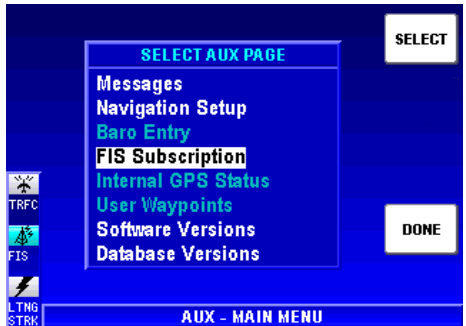 SELECT
SELECT AUX PAGE
Messages
Navigation Setup
Baro Entry
FIS Subscription
Internal GPS Status
User Waypoints
Software Versions
Database Versions
TRFC
FIS
LTNG
STRK
DONE
AUX - MAIN MENU